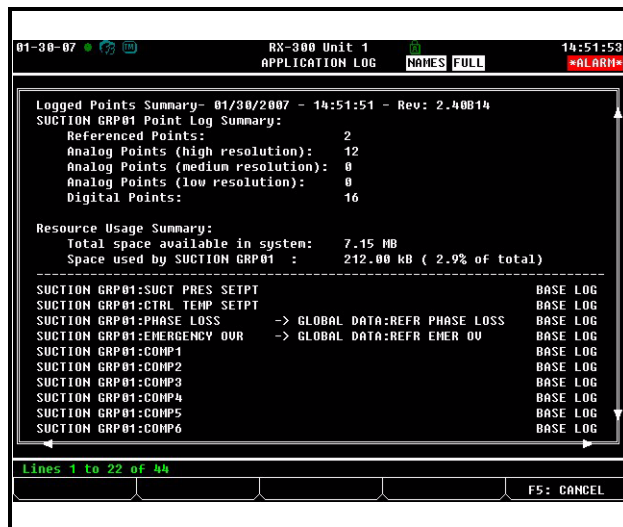 01-30-07 RX-300 Unit 1 14:51:53
APPLICATION LOG NAMES FULL *ALARM*
Logged Points Summary- 01/30/2007 - 14:51:51 - Rev: 2.40B14
SUCTION GRP01 Point Log Summary:
Referenced Points: 2
Analog Points (high resolution): 12
Analog Points (medium resolution): 0
Analog Points (low resolution): 0
Digital Points: 16
Resource Usage Summary:
Total space available in system: 7.15 MB
Space used by SUCTION GRP01 : 212.00 kB ( 2.9% of total)
--------------------------------------------------------------------------
SUCTION GRP01:SUCT PRES SETPT BASE LOG
SUCTION GRP01:CTRL TEMP SETPT BASE LOG
SUCTION GRP01:PHASE LOSS -> GLOBAL DATA:REFR PHASE LOSS BASE LOG
SUCTION GRP01:EMERGENCY OVR -> GLOBAL DATA:REFR EMER OV BASE LOG
SUCTION GRP01:COMP1 BASE LOG
SUCTION GRP01:COMP2 BASE LOG
SUCTION GRP01:COMP3 BASE LOG
SUCTION GRP01:COMP4 BASE LOG
SUCTION GRP01:COMP5 BASE LOG
SUCTION GRP01:COMP6 BASE LOG
Lines 1 to 22 of 44
F5: CANCEL